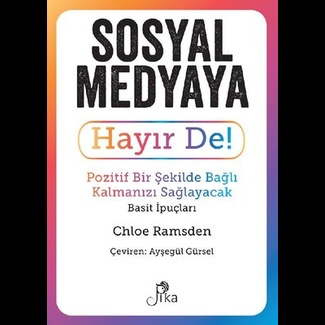 SOSYAL
MEDYAYA
Hayır De!
Pozitif Bir Şekilde Bağlı
Kalmanızı Sağlayacak
Basit İpuçları
Chloe Ramsden
Çeviren: Ayşegül Gürsel
Pika